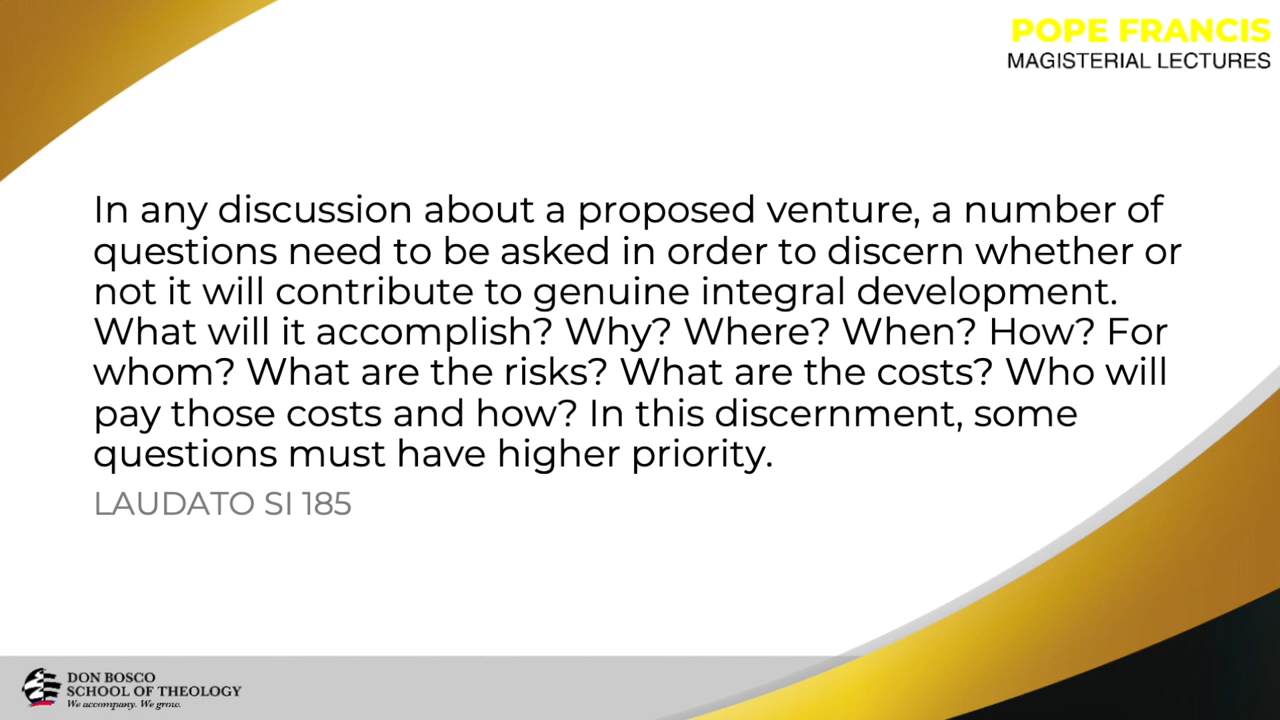 POPE FRANCIS
MAGISTERIAL LECTURES
In any discussion about a proposed venture, a number of
questions need to be asked in order to discern whether or
not it will contribute to genuine integral development.
What will it accomplish? Why? Where? When? How? For
whom? What are the risks? What are the costs? Who will
pay those costs and how? In this discernment, some
questions must have higher priority.
LAUDATO SI 185
DON BOSCO
SCHOOL OF THEOLOGY
We accompany. We grow.